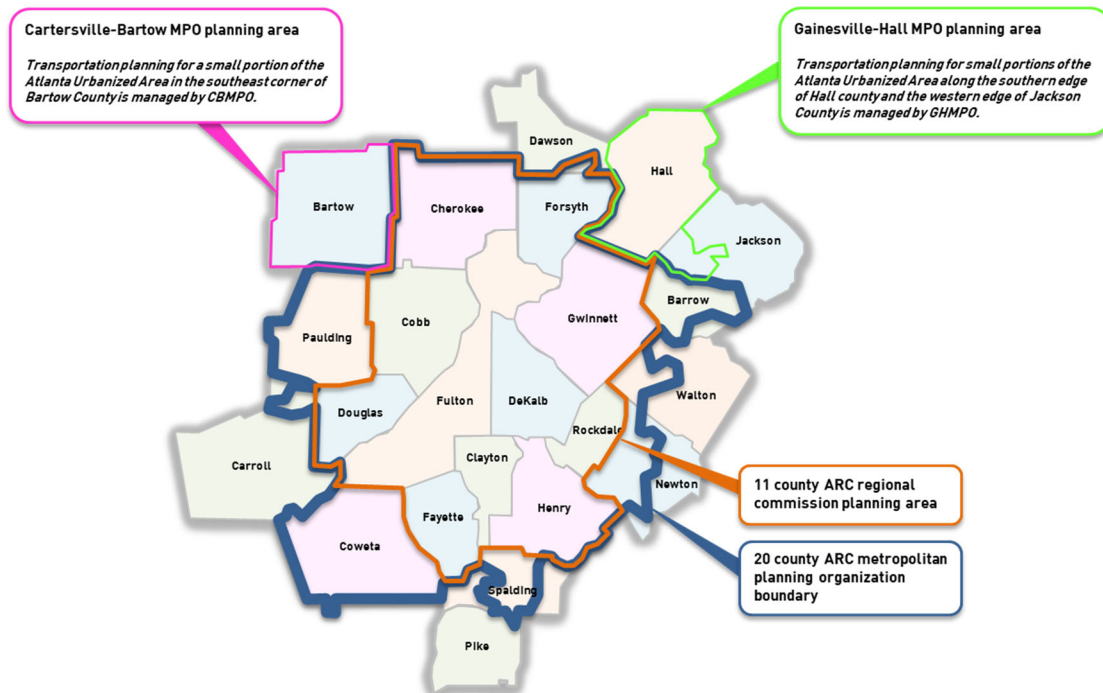 Cartersville-Bartow MPO planning area
Transportation planning for a small portion of the
Atlanta Urbanized Area in the southeast corner of
Bartow County is managed by CBMPO.
Gainesville-Hall MPO planning area
Transportation planning for small portions of the
Atlanta Urbanized Area along the southern edge
of Hall county and the western edge of Jackson
County is managed by GHMPO.
Dawson
Hall
Bartow
Cherokee
Forsyth
Jackson
Barrow
Gwinnett
Cobb
Paulding
Walton
Fulton
DeKalb
Douglas
Rockdale
Clayton
Carroll
Newton
Henry
Fayette
Coweta
Spalding
Pike
11 county ARC regional
commission planning area
20 county ARC metropolitan
planning organization
boundary